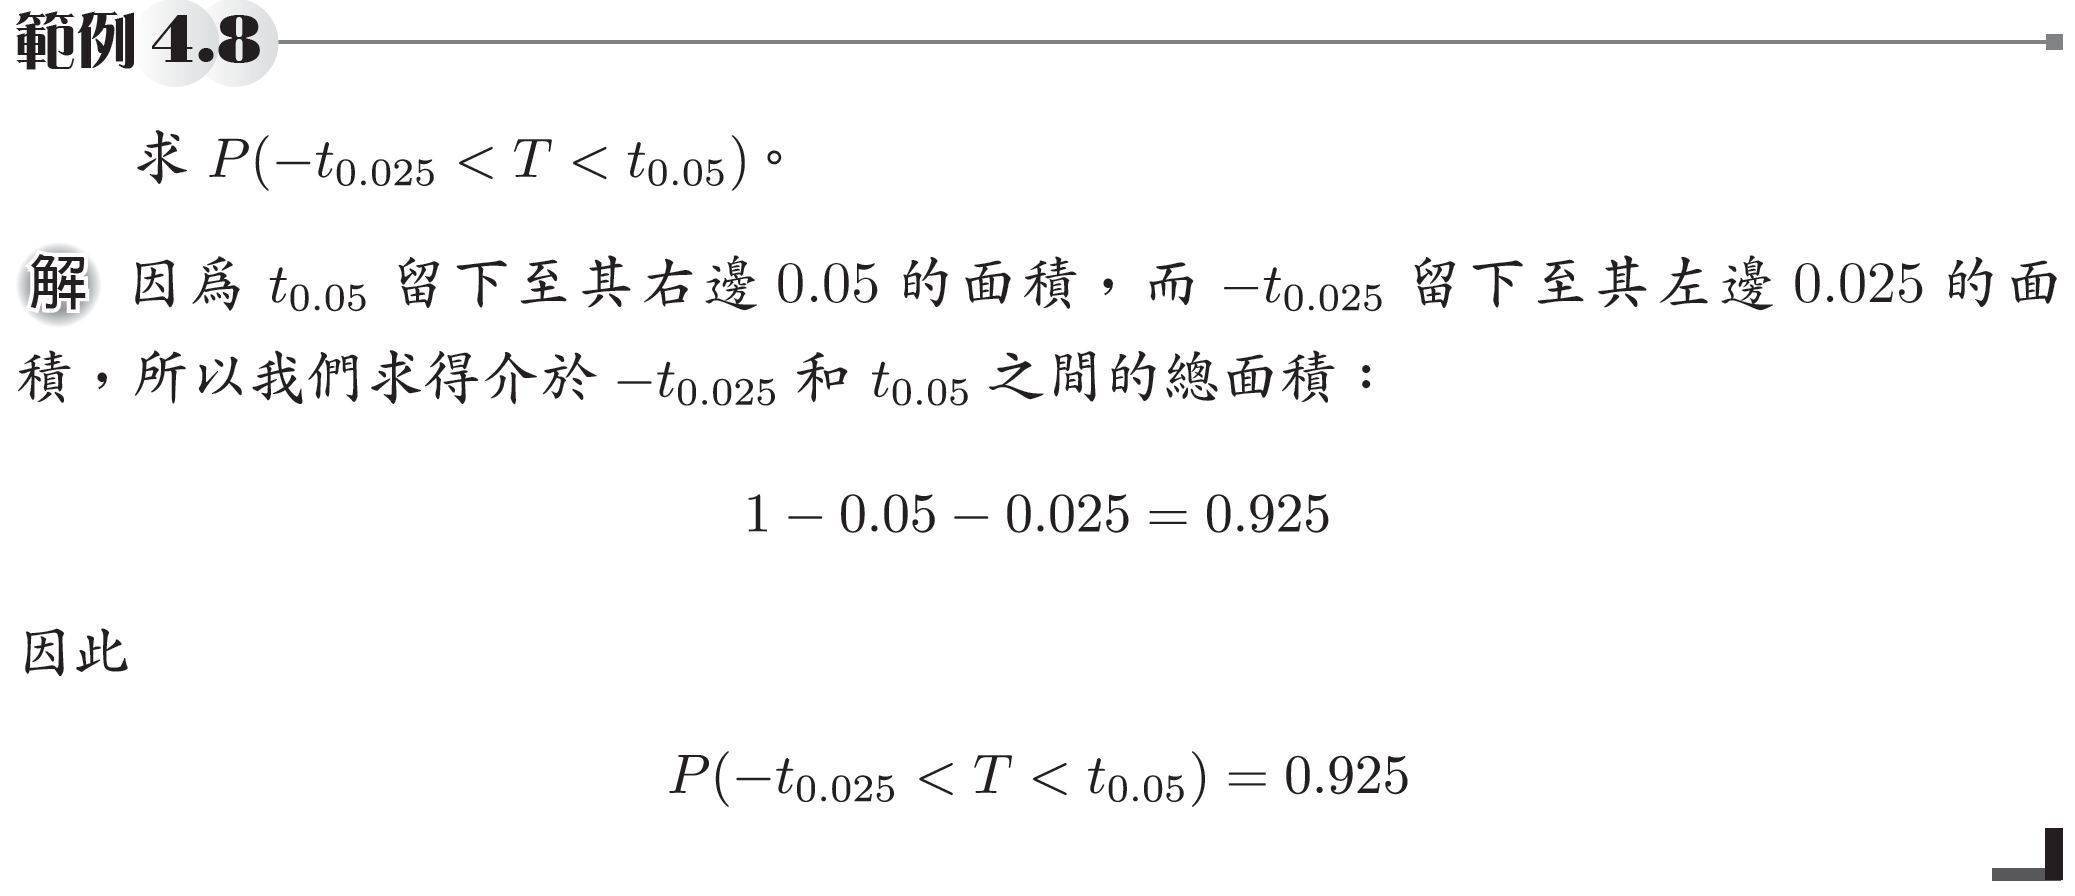 範例 4.8
求 P(−t₀.₀₂₅ < T < t₀.₀₅)。
解 因爲 t₀.₀₅ 留下至其右邊 0.05 的面積，而 −t₀.₀₂₅ 留下至其左邊 0.025 的面
積，所以我們求得介於 −t₀.₀₂₅ 和 t₀.₀₅ 之間的總面積：
1 − 0.05 − 0.025 = 0.925
因此
P(−t₀.₀₂₅ < T < t₀.₀₅) = 0.925